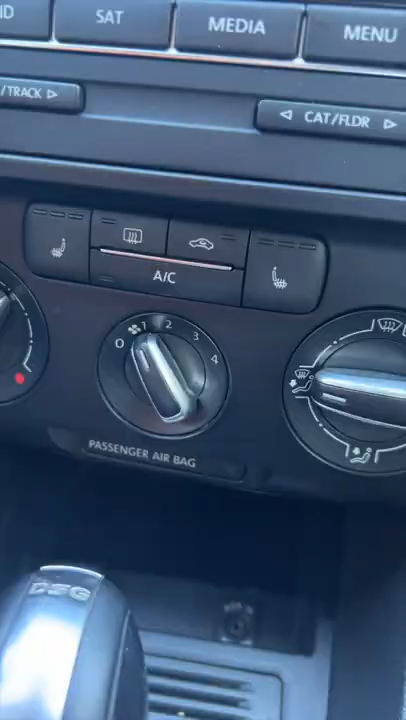 SAT
MEDIA
MENU
/TRACK
CAT/FLDR
A/C
0 1 2 3 4
PASSENGER AIR BAG
DSG